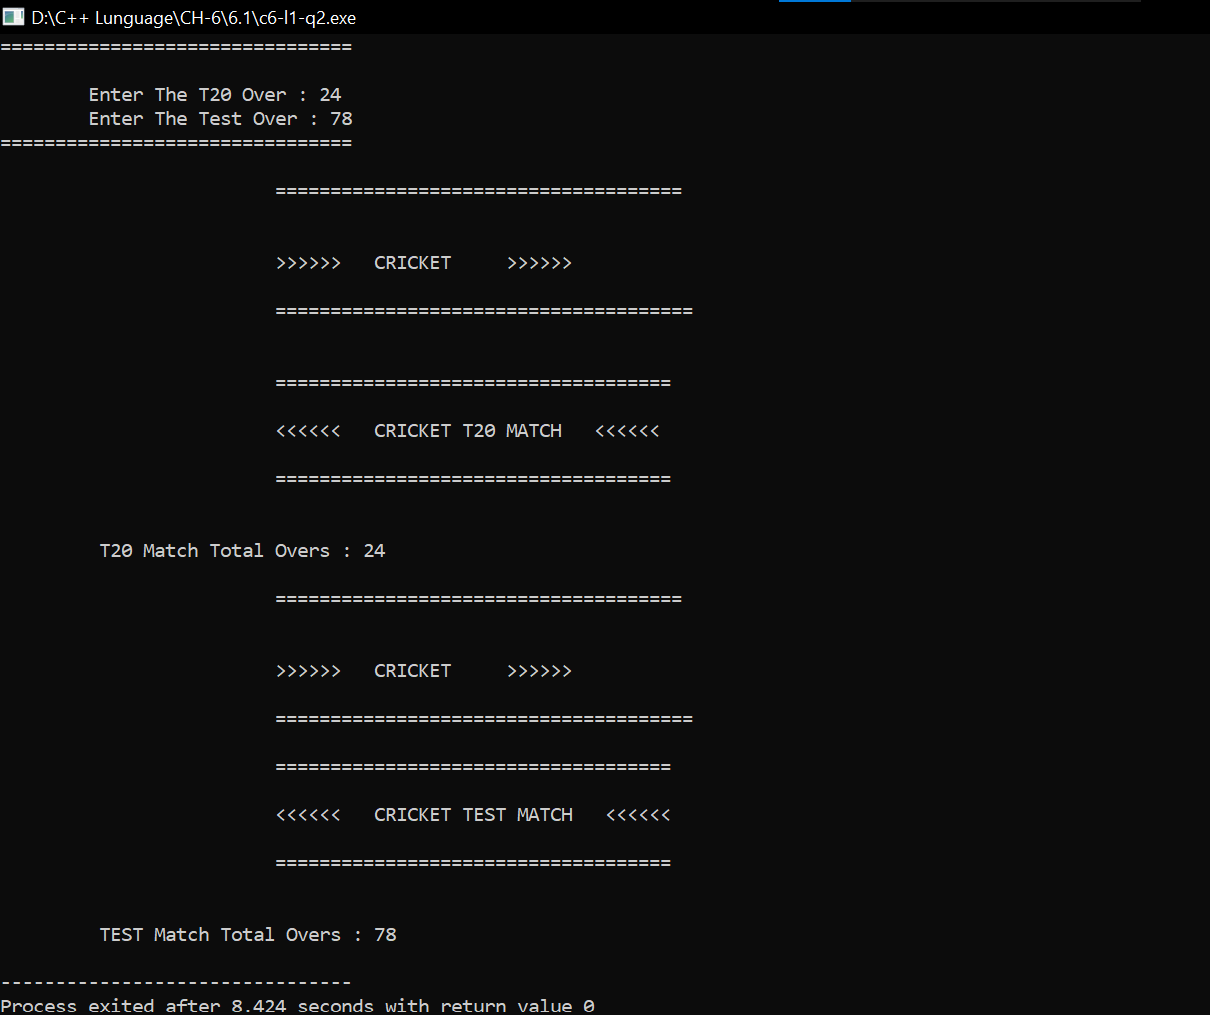 D:\C++ Lunguage\CH-6\6.1\c6-l1-q2.exe
================================
Enter The T20 Over : 24
Enter The Test Over : 78
================================
=====================================
>>>>>> CRICKET >>>>>>
======================================
====================================
<<<<<< CRICKET T20 MATCH <<<<<<
====================================
T20 Match Total Overs : 24
=====================================
>>>>>> CRICKET >>>>>>
======================================
====================================
<<<<<< CRICKET TEST MATCH <<<<<<
====================================
TEST Match Total Overs : 78
--------------------------------
Process exited after 8.424 seconds with return value 0